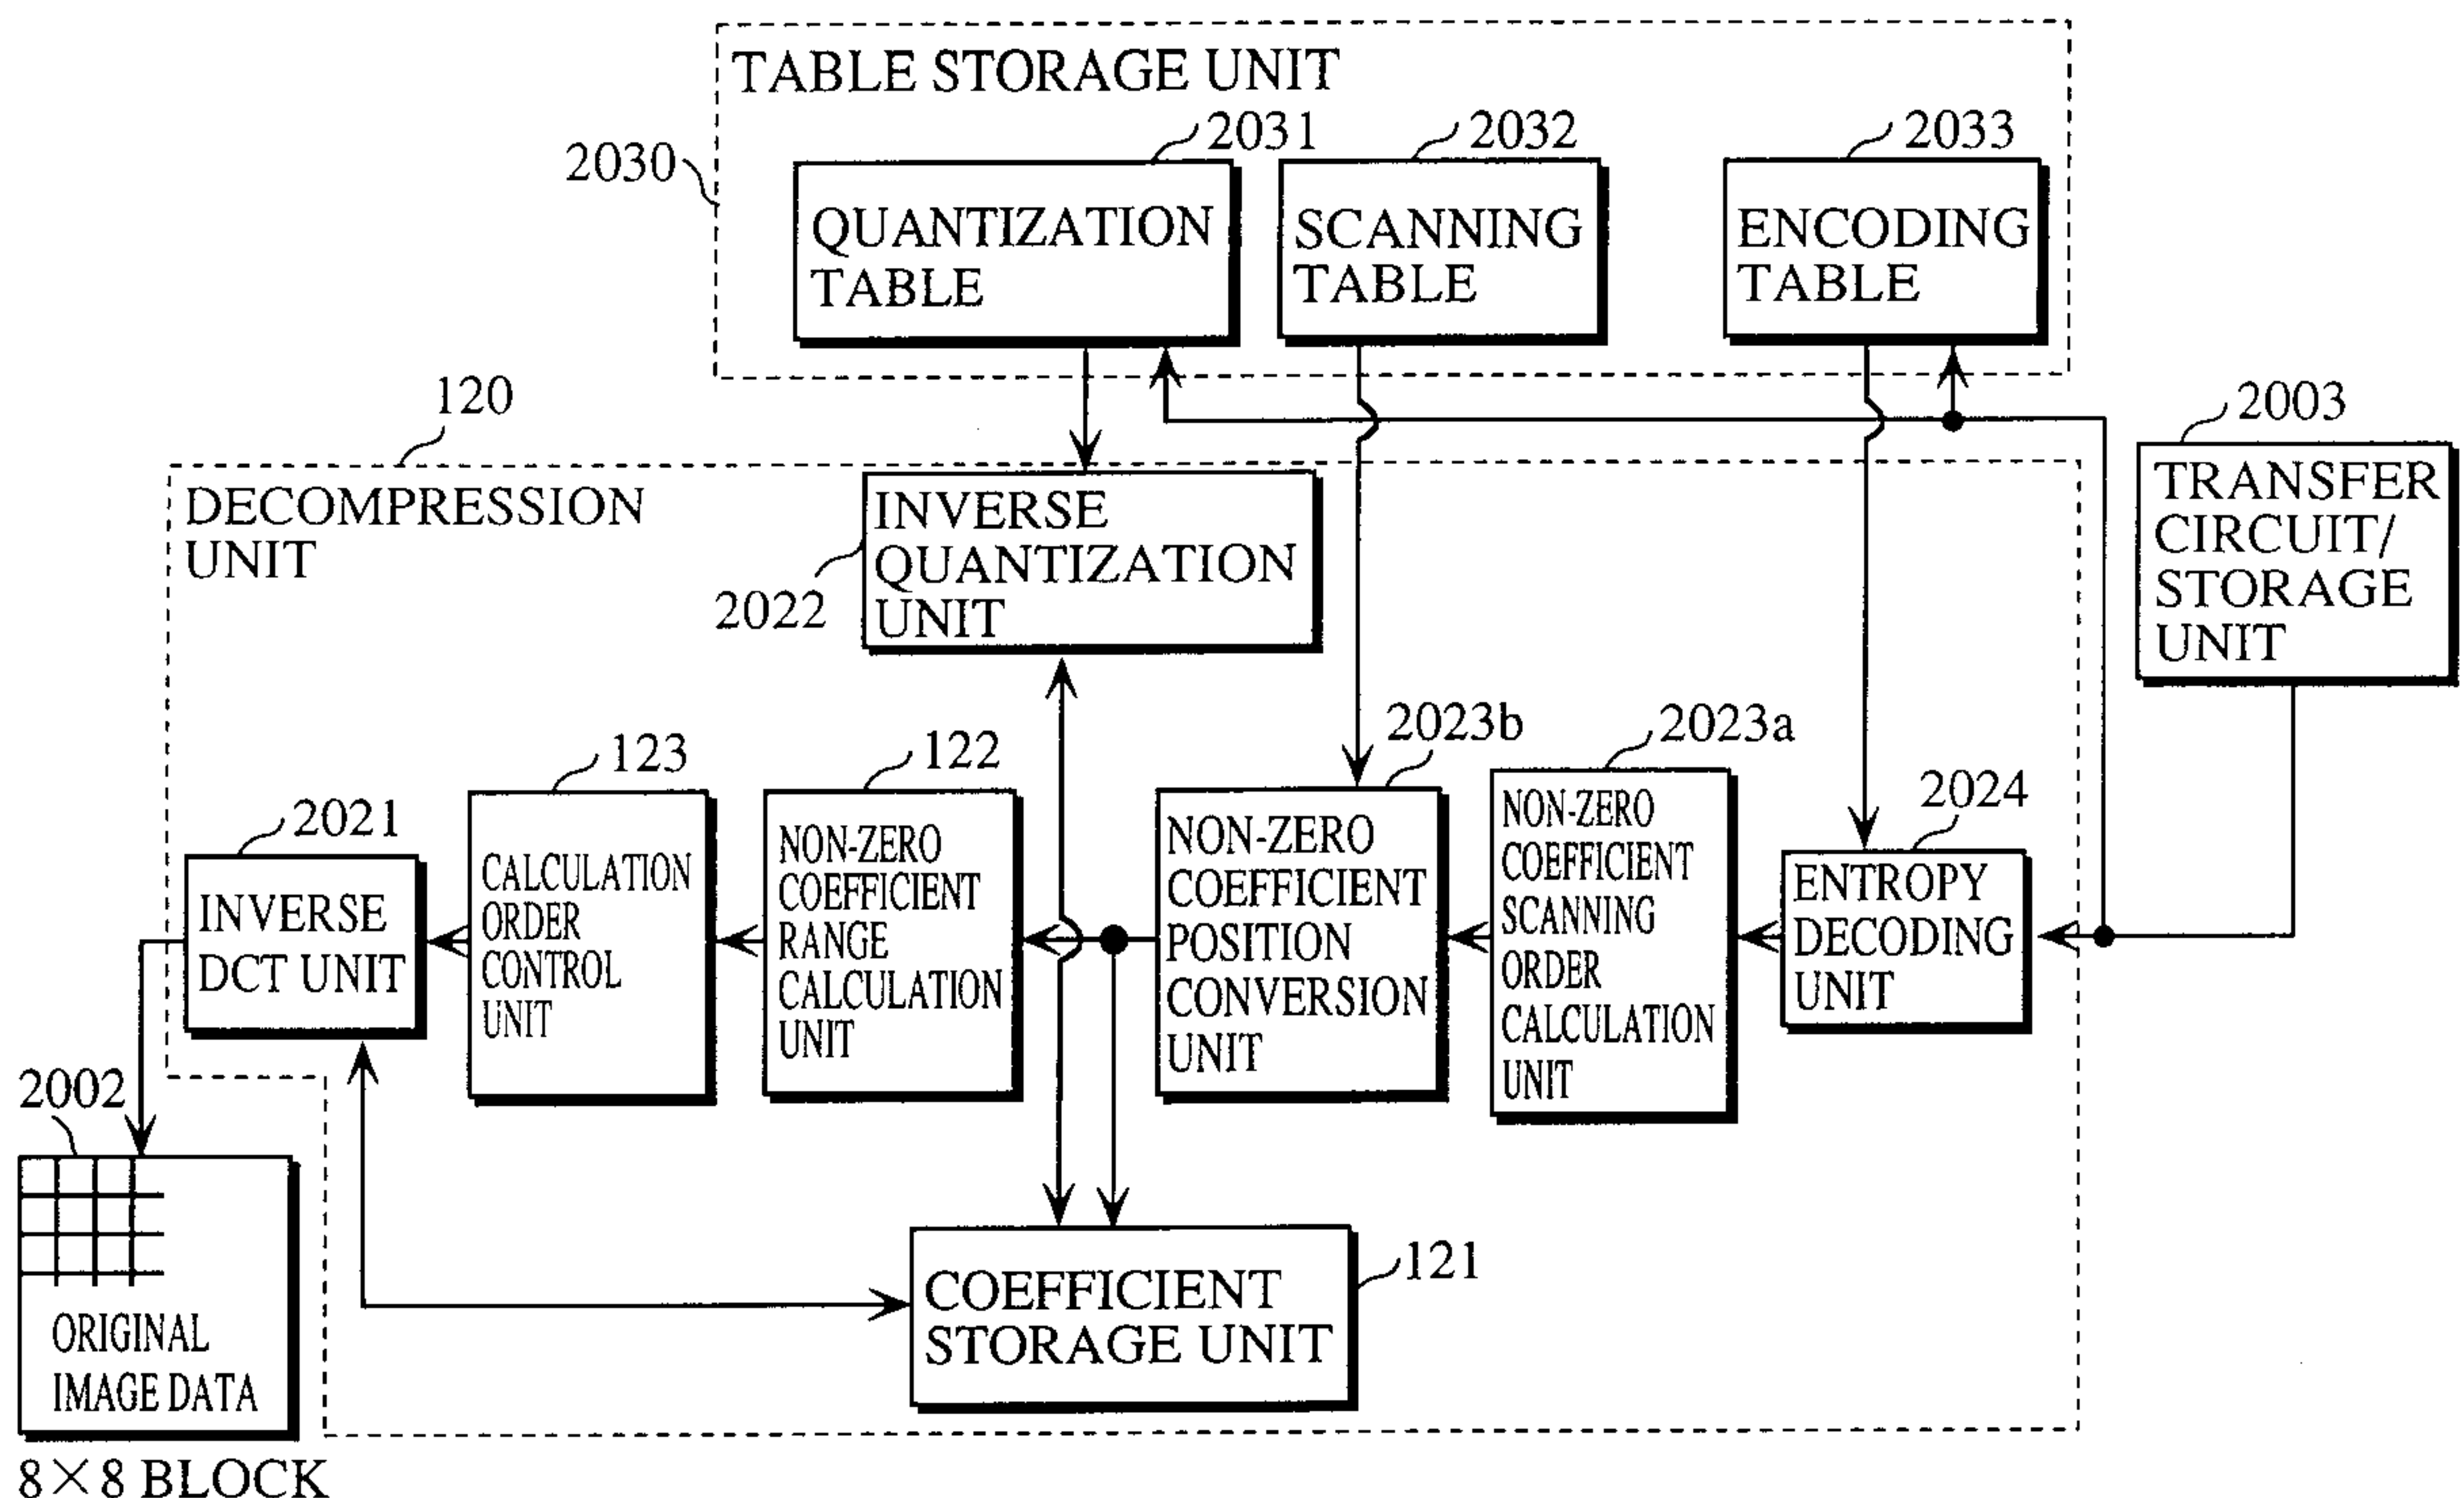 TABLE STORAGE UNIT
2030
2031
2032
2033
QUANTIZATION
TABLE
SCANNING
TABLE
ENCODING
TABLE
120
2003
DECOMPRESSION
UNIT
INVERSE
QUANTIZATION
UNIT
2022
TRANSFER
CIRCUIT/
STORAGE
UNIT
2021
123
122
2023b
2023a
2024
INVERSE
DCT UNIT
CALCULATION
ORDER
CONTROL
UNIT
NON-ZERO
COEFFICIENT
RANGE
CALCULATION
UNIT
NON-ZERO
COEFFICIENT
POSITION
CONVERSION
UNIT
NON-ZERO
COEFFICIENT
SCANNING
ORDER
CALCULATION
UNIT
ENTROPY
DECODING
UNIT
2002
ORIGINAL
IMAGE DATA
8×8 BLOCK
COEFFICIENT
STORAGE UNIT
121